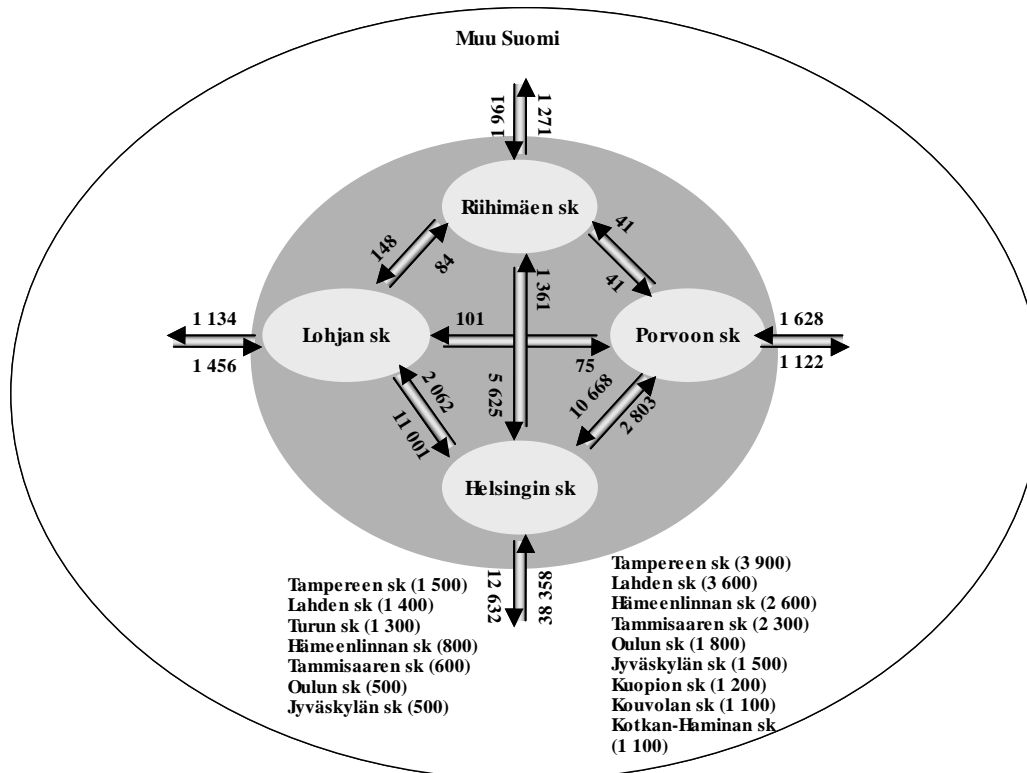 Muu Suomi
1 961
1 271
Riihimäen sk
148
84
41
41
1 361
1 134
1 456
Lohjan sk
101
75
Porvoon sk
1 628
1 122
2 062
11 001
5 625
10 668
2 803
Helsingin sk
12 632
38 358
Tampereen sk (1 500)
Lahden sk (1 400)
Turun sk (1 300)
Hämeenlinnan sk (800)
Tammisaaren sk (600)
Oulun sk (500)
Jyväskylän sk (500)
Tampereen sk (3 900)
Lahden sk (3 600)
Hämeenlinnan sk (2 600)
Tammisaaren sk (2 300)
Oulun sk (1 800)
Jyväskylän sk (1 500)
Kuopion sk (1 200)
Kouvolan sk (1 100)
Kotkan-Haminan sk
(1 100)